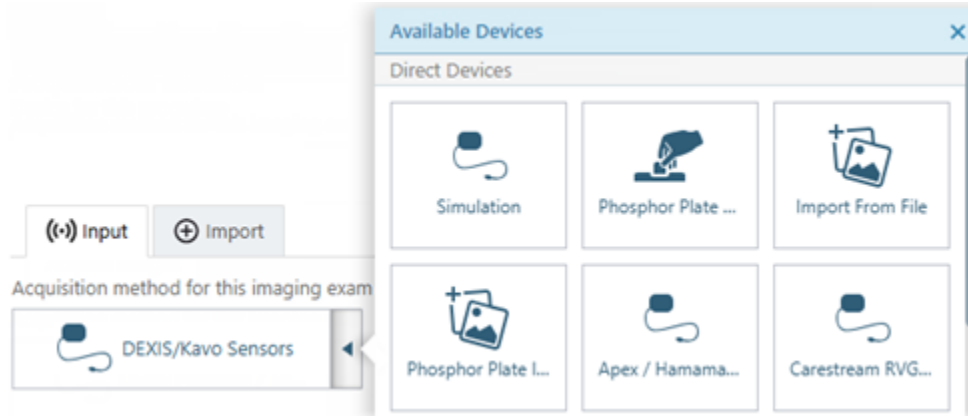 Available Devices
Direct Devices
Simulation
Phosphor Plate ...
Import From File
Phosphor Plate I...
Apex / Hamama...
Carestream RVG...
Input
Import
Acquisition method for this imaging exam
DEXIS/Kavo Sensors